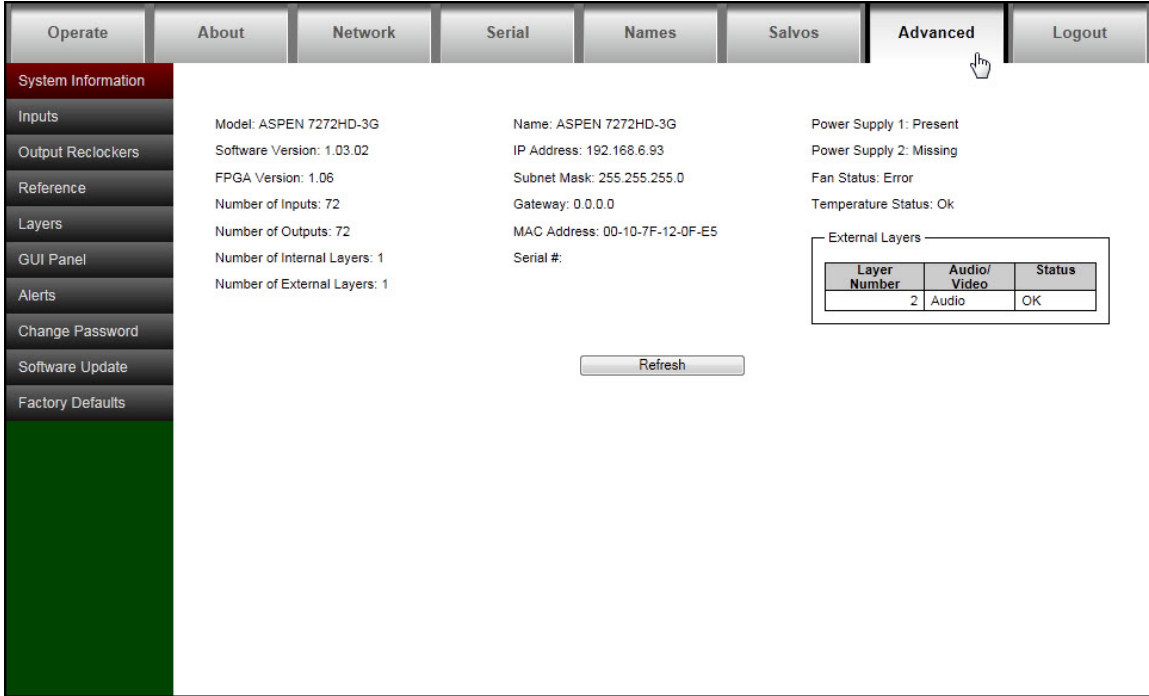 Operate
About
Network
Serial
Names
Salvos
Advanced
Logout
System Information
Inputs
Output Reclockers
Reference
Layers
GUI Panel
Alerts
Change Password
Software Update
Factory Defaults
Model: ASPEN 7272HD-3G
Software Version: 1.03.02
FPGA Version: 1.06
Number of Inputs: 72
Number of Outputs: 72
Number of Internal Layers: 1
Number of External Layers: 1
Name: ASPEN 7272HD-3G
IP Address: 192.168.6.93
Subnet Mask: 255.255.255.0
Gateway: 0.0.0.0
MAC Address: 00-10-7F-12-0F-E5
Serial #:
Power Supply 1: Present
Power Supply 2: Missing
Fan Status: Error
Temperature Status: Ok
External Layers
Layer Number
Audio/ Video
Status
2
Audio
OK
Refresh